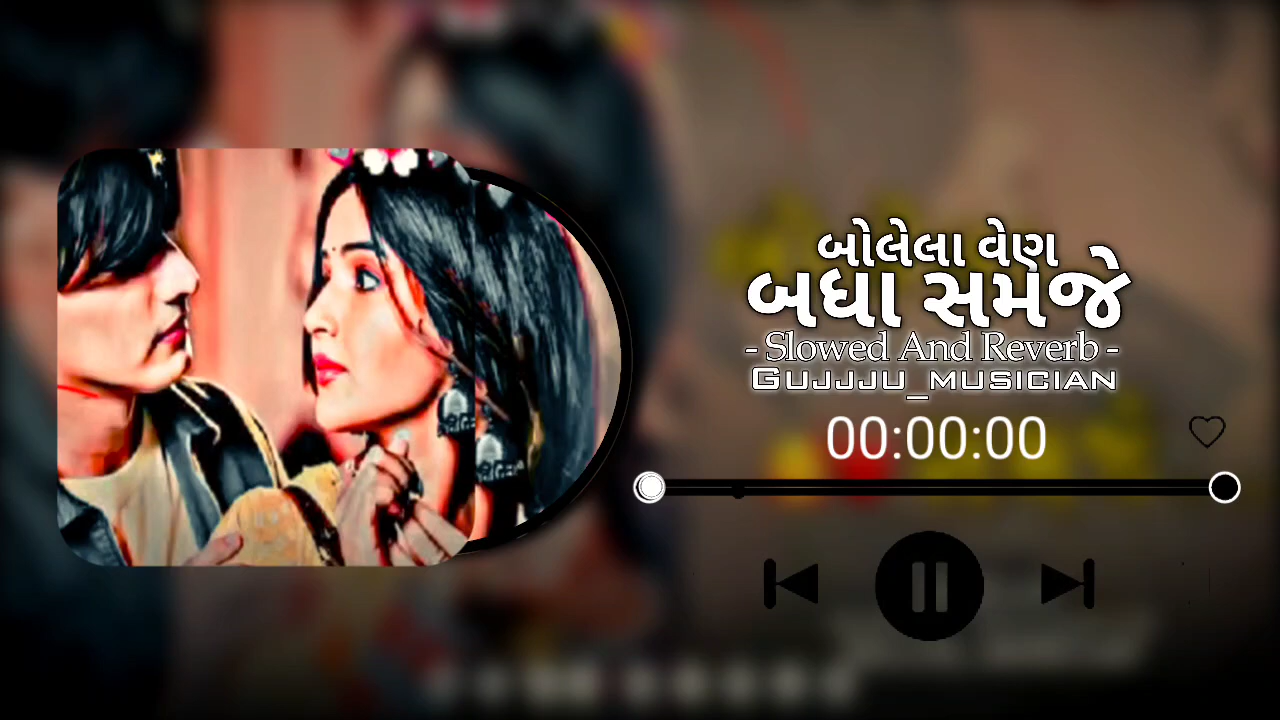 બોલેલા વેણ
બધા સમજે
- Slowed And Reverb -
GUJJJU_MUSICIAN
00:00:00